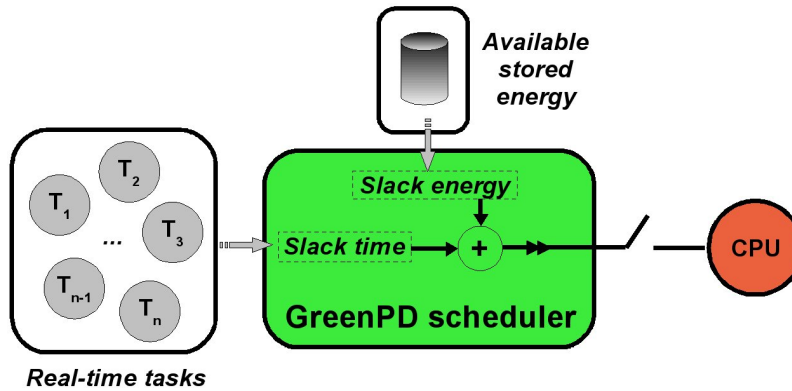 Available
stored
energy
Slack energy
T2
T1
...
T3
Slack time
+
CPU
Tn-1
Tn
GreenPD scheduler
Real-time tasks